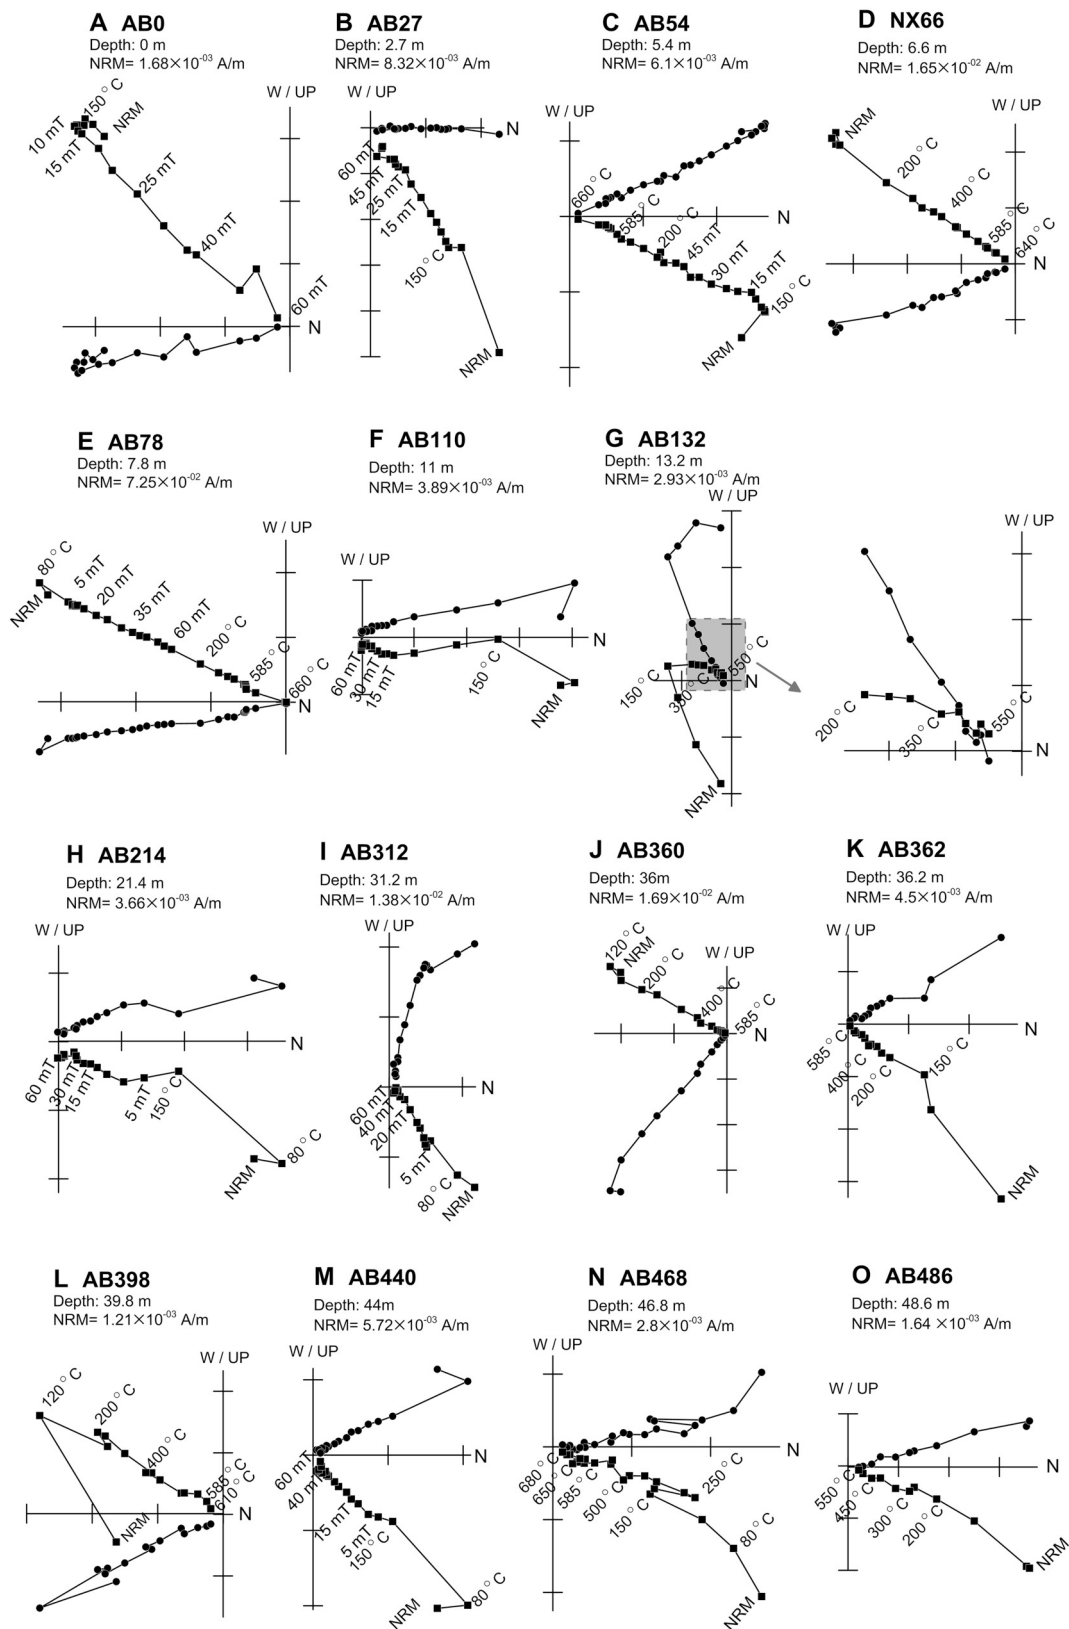 A AB0
Depth: 0 m
NRM= 1.68×10⁻⁰³ A/m
W / UP
150°C
NRM
10 mT
15 mT
25 mT
40 mT
60 mT
N
B AB27
Depth: 2.7 m
NRM= 8.32×10⁻⁰³ A/m
W / UP
N
60 mT
45 mT
25 mT
15 mT
150°C
NRM
C AB54
Depth: 5.4 m
NRM= 6.1×10⁻⁰³ A/m
W / UP
660°C
N
585°C
200°C
45 mT
30 mT
15 mT
150°C
NRM
D NX66
Depth: 6.6 m
NRM= 1.65×10⁻⁰² A/m
W / UP
NRM
200°C
400°C
585°C
640°C
N
E AB78
Depth: 7.8 m
NRM= 7.25×10⁻⁰² A/m
W / UP
80°C
NRM
5 mT
20 mT
35 mT
60 mT
200°C
585°C
660°C
F AB110
Depth: 11 m
NRM= 3.89×10⁻⁰³ A/m
W / UP
N
60 mT
30 mT
15 mT
150°C
NRM
G AB132
Depth: 13.2 m
NRM= 2.93×10⁻⁰³ A/m
W / UP
550°C
150°C
350°C
N
NRM
W / UP
200°C
350°C
550°C
N
H AB214
Depth: 21.4 m
NRM= 3.66×10⁻⁰³ A/m
W / UP
N
60 mT
30 mT
15 mT
5 mT
150°C
80°C
NRM
I AB312
Depth: 31.2 m
NRM= 1.38×10⁻⁰² A/m
W / UP
N
60 mT
40 mT
20 mT
5 mT
80°C
NRM
J AB360
Depth: 36m
NRM= 1.69×10⁻⁰² A/m
W / UP
120°C
NRM
200°C
400°C
585°C
K AB362
Depth: 36.2 m
NRM= 4.5×10⁻⁰³ A/m
W / UP
N
585°C
400°C
200°C
150°C
NRM
L AB398
Depth: 39.8 m
NRM= 1.21×10⁻⁰³ A/m
W / UP
120°C
200°C
400°C
585°C
610°C
N
NRM
M AB440
Depth: 44m
NRM= 5.72×10⁻⁰³ A/m
W / UP
N
60 mT
40 mT
15 mT
5 mT
150°C
80°C
NRM
N AB468
Depth: 46.8 m
NRM= 2.8×10⁻⁰³ A/m
W / UP
N
680°C
650°C
585°C
500°C
150°C
250°C
80°C
NRM
O AB486
Depth: 48.6 m
NRM= 1.64 ×10⁻⁰³ A/m
W / UP
N
550°C
450°C
300°C
200°C
NRM